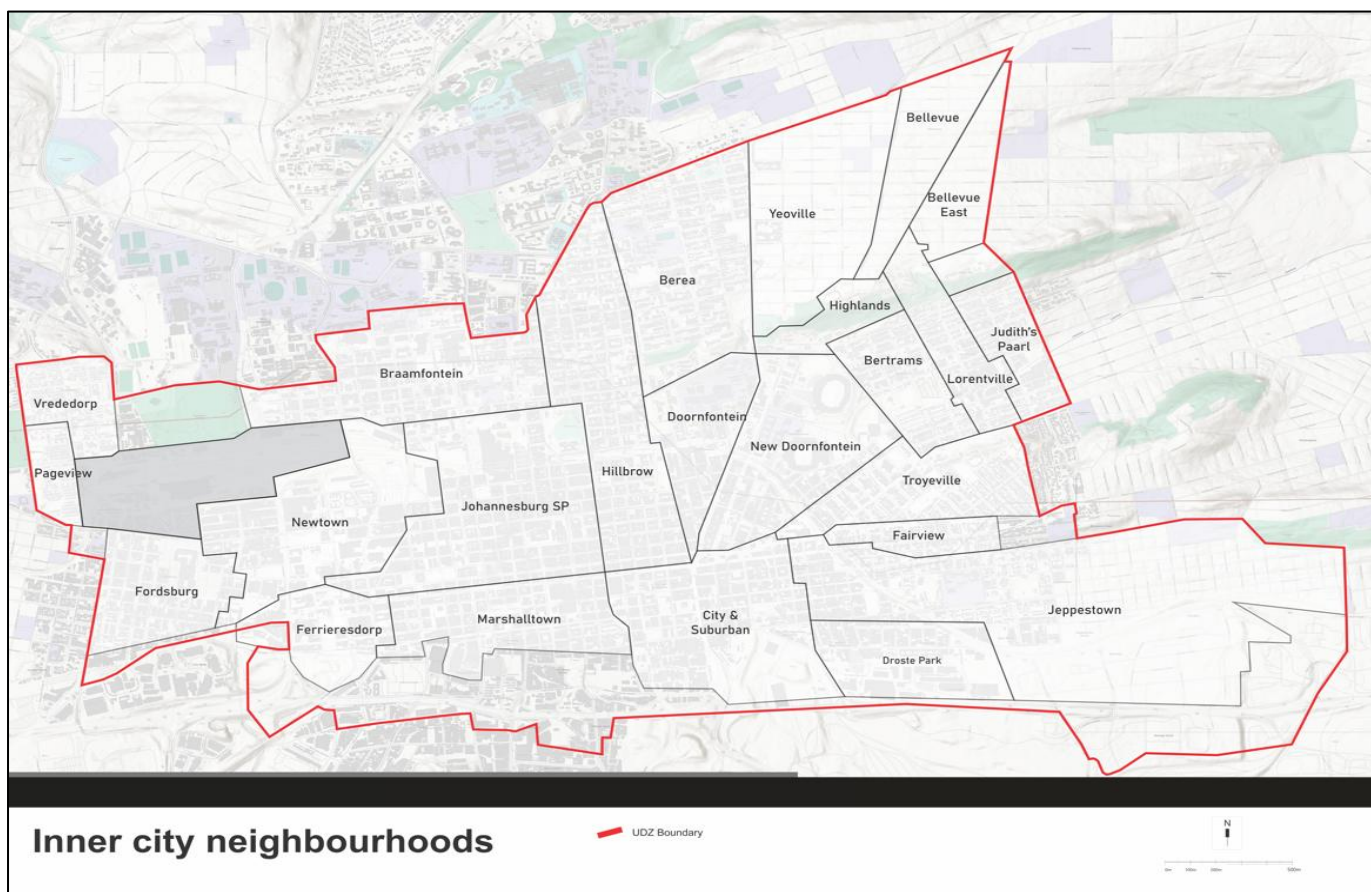 Bellevue
Bellevue
East
Yeoville
Berea
Highlands
Judith's
Paarl
Bertrams
Lorentville
Braamfontein
Vrededorp
Doornfontein
New Doornfontein
Pageview
Hillbrow
Troyeville
Johannesburg SP
Newtown
Fairview
Fordsburg
Jeppestown
City &
Suburban
Marshalltown
Ferrieresdorp
Droste Park
Inner city neighbourhoods
UDZ Boundary
N
500m